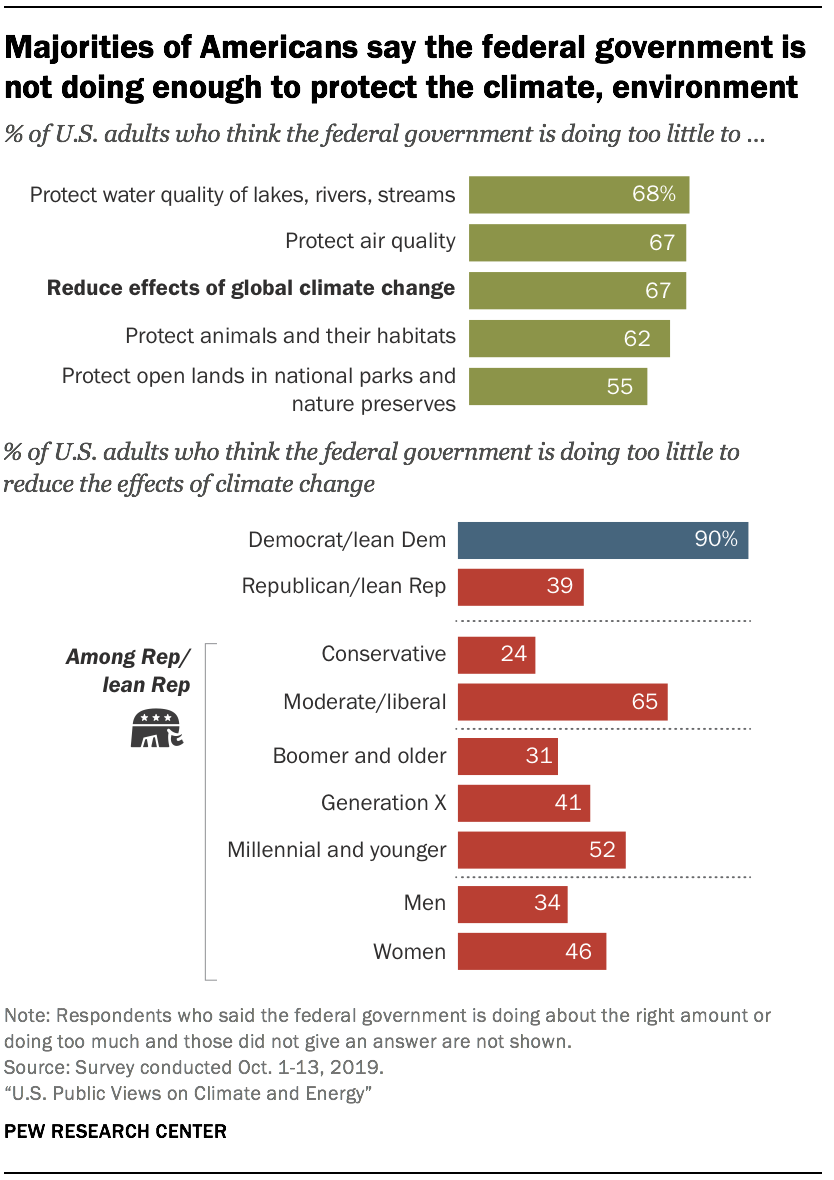 Majorities of Americans say the federal government is
not doing enough to protect the climate, environment
% of U.S. adults who think the federal government is doing too little to ...
Protect water quality of lakes, rivers, streams 68%
Protect air quality 67
Reduce effects of global climate change 67
Protect animals and their habitats 62
Protect open lands in national parks and
nature preserves 55
% of U.S. adults who think the federal government is doing too little to
reduce the effects of climate change
Democrat/lean Dem 90%
Republican/lean Rep 39
Among Rep/
lean Rep
Conservative 24
Moderate/liberal 65
Boomer and older 31
Generation X 41
Millennial and younger 52
Men 34
Women 46
Note: Respondents who said the federal government is doing about the right amount or
doing too much and those did not give an answer are not shown.
Source: Survey conducted Oct. 1-13, 2019.
“U.S. Public Views on Climate and Energy”
PEW RESEARCH CENTER